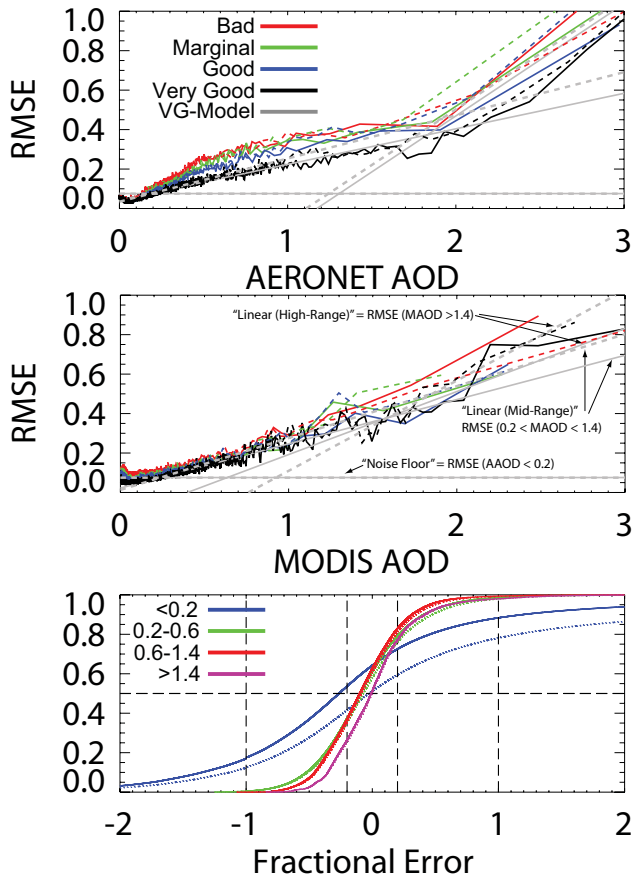 RMSE
1.0
0.8
0.6
0.4
0.2
0.0
Bad
Marginal
Good
Very Good
VG-Model
0 1 2 3
AERONET AOD
RMSE
1.0
0.8
0.6
0.4
0.2
0.0
“Linear (High-Range)” = RMSE (MAOD >1.4)
“Linear (Mid-Range)”
RMSE (0.2 < MAOD < 1.4)
“Noise Floor” = RMSE (AAOD < 0.2)
0 1 2 3
MODIS AOD
1.0
0.8
0.6
0.4
0.2
0.0
<0.2
0.2-0.6
0.6-1.4
>1.4
-2 -1 0 1 2
Fractional Error